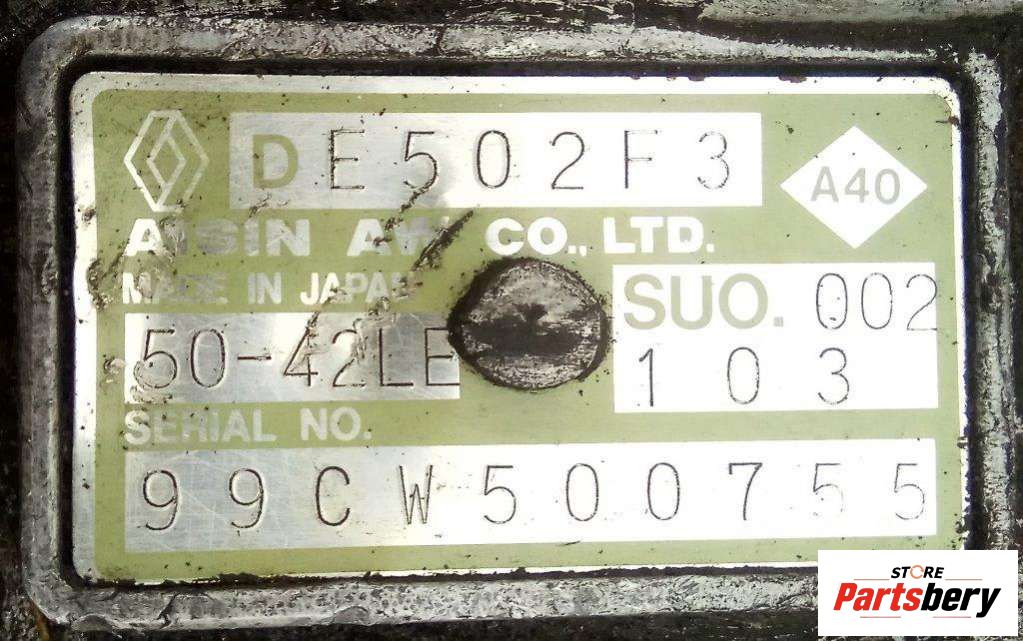 DE502F3
A40
AISIN AW CO., LTD.
MADE IN JAPAN
SUO. 002
50-42LE
103
SERIAL NO.
99CW500755
STORE
Partsbery